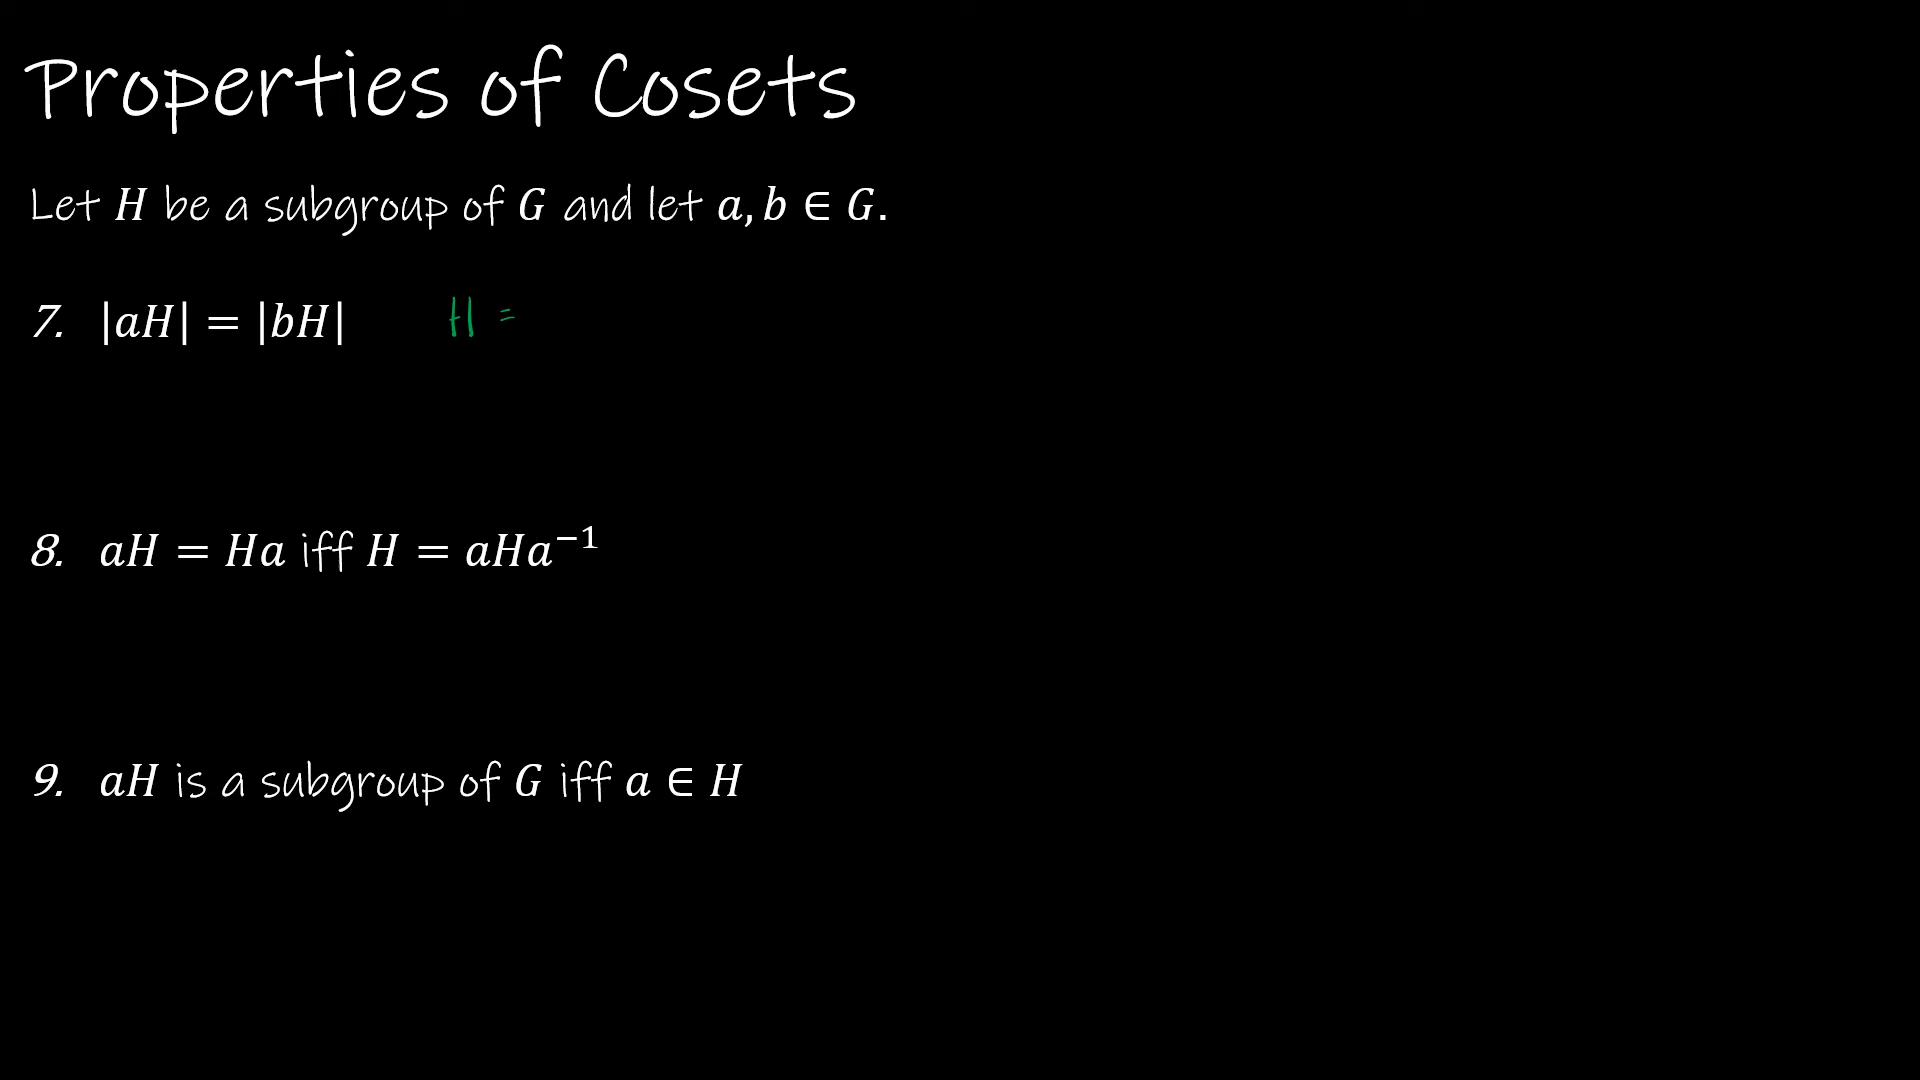 Properties of Cosets
Let H be a subgroup of G and let a, b ∈ G.
7. |aH| = |bH| H =
8. aH = Ha iff H = aHa⁻¹
9. aH is a subgroup of G iff a ∈ H